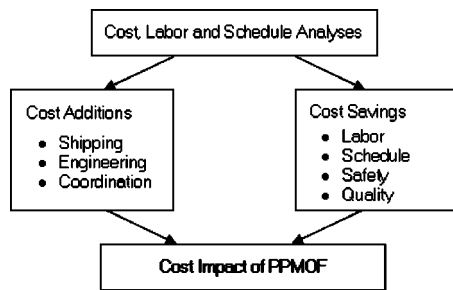 Cost, Labor and Schedule Analyses
Cost Additions
• Shipping
• Engineering
• Coordination
Cost Savings
• Labor
• Schedule
• Safety
• Quality
Cost Impact of PPMOF